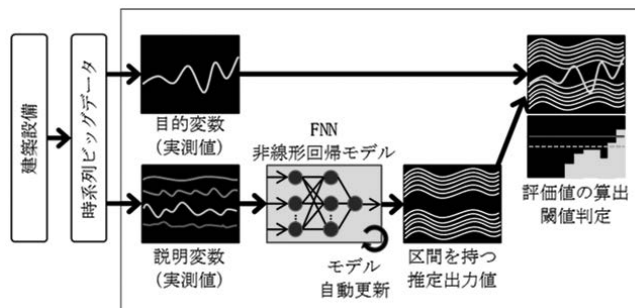 建築設備
時系列ビッグデータ
目的変数
(実測値)
説明変数
(実測値)
FNN
非線形回帰モデル
モデル
自動更新
区間を持つ
推定出力値
評価値の算出
閾値判定